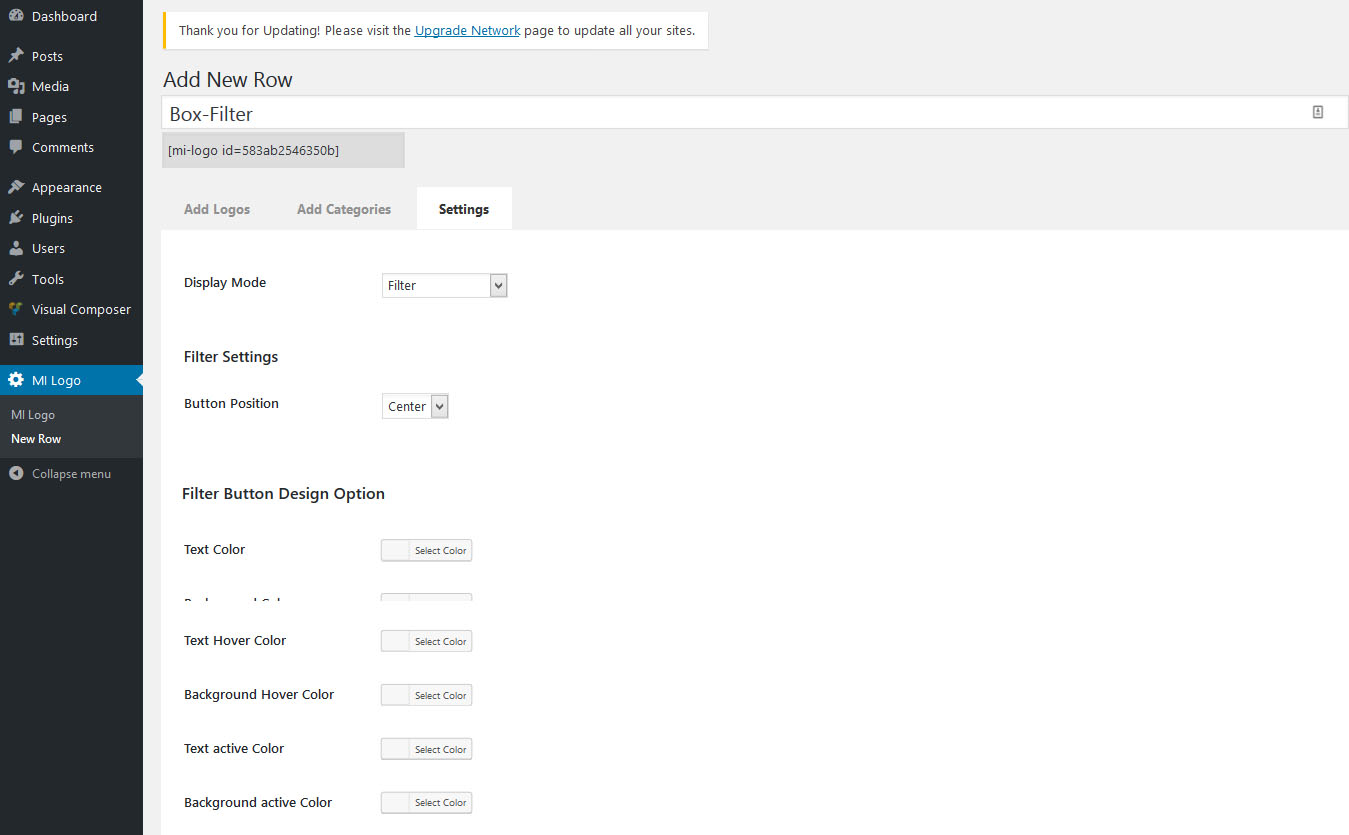 Dashboard
Posts
Media
Pages
Comments
Appearance
Plugins
Users
Tools
Visual Composer
Settings
MI Logo
MI Logo
New Row
Collapse menu
Thank you for Updating! Please visit the Upgrade Network page to update all your sites.
Add New Row
Box-Filter
[mi-logo id=583ab2546350b]
Add Logos Add Categories Settings
Display Mode Filter
Filter Settings
Button Position Center
Filter Button Design Option
Text Color Select Color
Text Hover Color Select Color
Background Hover Color Select Color
Text active Color Select Color
Background active Color Select Color